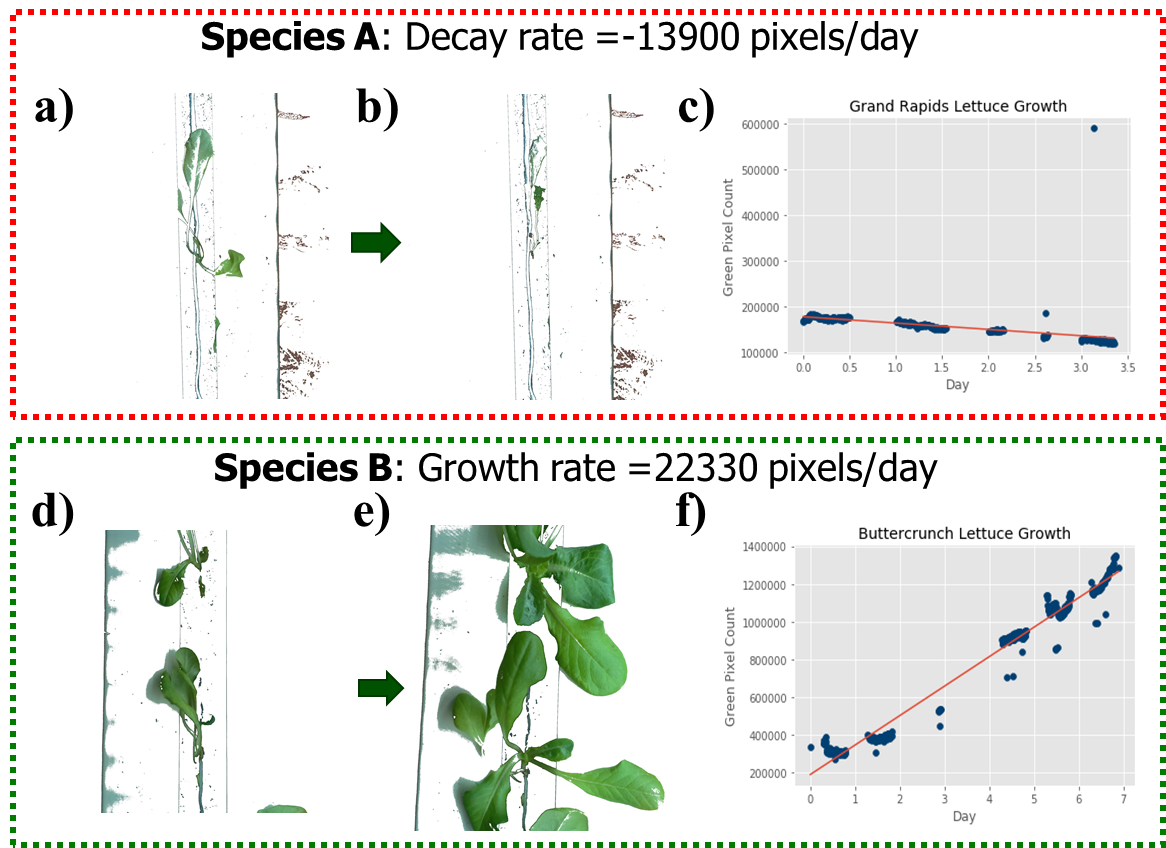 Species A: Decay rate =-13900 pixels/day
a)
b)
c)
Grand Rapids Lettuce Growth
600000
500000
400000
300000
200000
100000
Green Pixel Count
0.0 0.5 1.0 1.5 2.0 2.5 3.0 3.5
Day
Species B: Growth rate =22330 pixels/day
d)
e)
f)
Buttercrunch Lettuce Growth
1400000
1200000
1000000
800000
600000
400000
200000
Green Pixel Count
0 1 2 3 4 5 6 7
Day